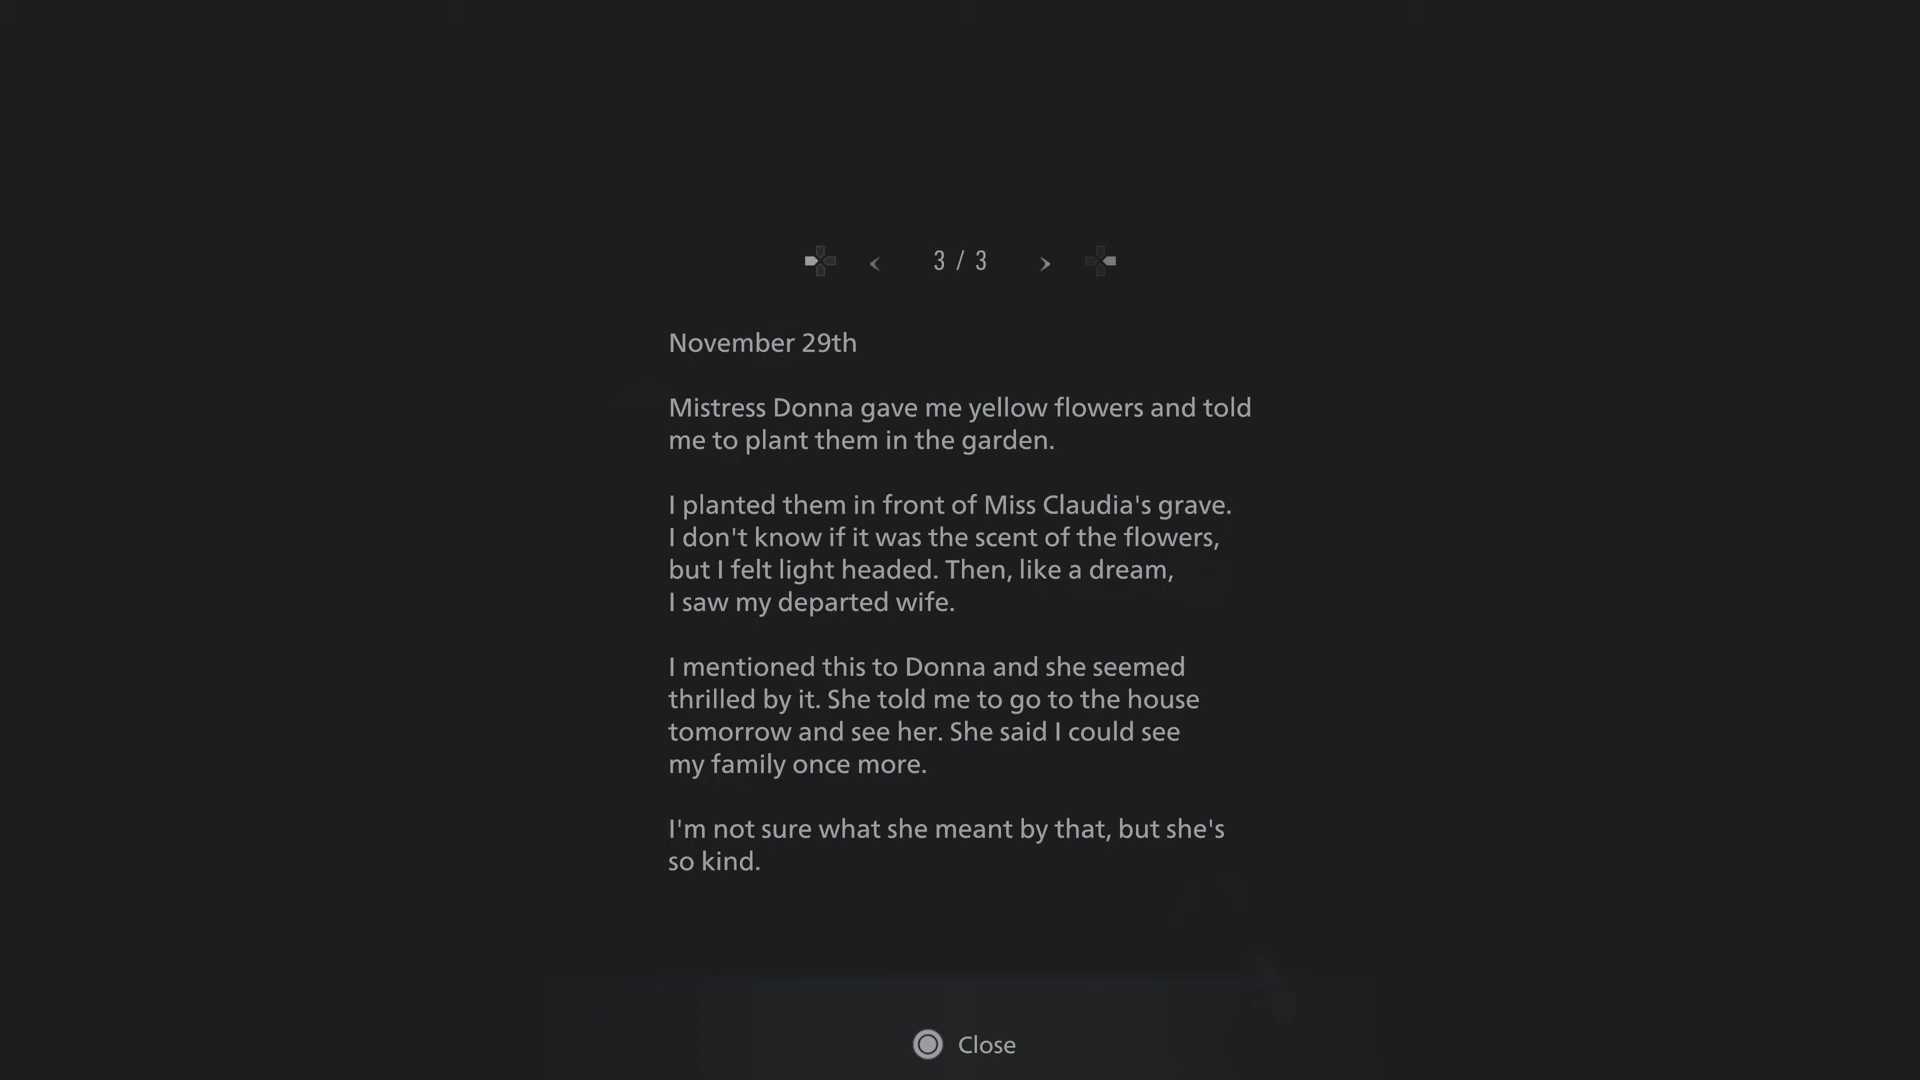 3 / 3
November 29th
Mistress Donna gave me yellow flowers and told
me to plant them in the garden.
I planted them in front of Miss Claudia's grave.
I don't know if it was the scent of the flowers,
but I felt light headed. Then, like a dream,
I saw my departed wife.
I mentioned this to Donna and she seemed
thrilled by it. She told me to go to the house
tomorrow and see her. She said I could see
my family once more.
I'm not sure what she meant by that, but she's
so kind.
Close